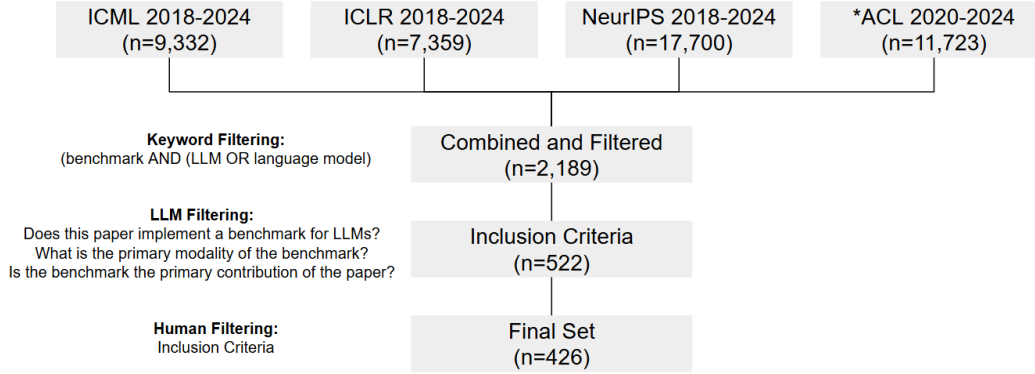 ICML 2018-2024
(n=9,332)
ICLR 2018-2024
(n=7,359)
NeurIPS 2018-2024
(n=17,700)
*ACL 2020-2024
(n=11,723)
Keyword Filtering:
(benchmark AND (LLM OR language model)
Combined and Filtered
(n=2,189)
LLM Filtering:
Does this paper implement a benchmark for LLMs?
What is the primary modality of the benchmark?
Is the benchmark the primary contribution of the paper?
Inclusion Criteria
(n=522)
Human Filtering:
Inclusion Criteria
Final Set
(n=426)